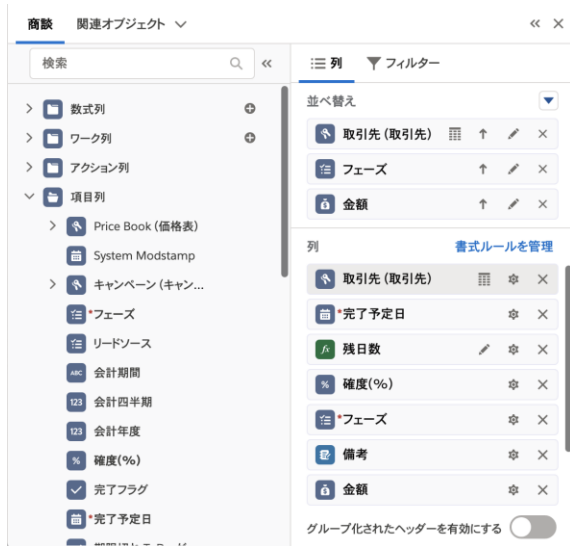 商談 関連オブジェクト
検索
数式列
ワーク列
アクション列
項目列
Price Book (価格表)
System Modstamp
キャンペーン (キャン...
*フェーズ
リードソース
ABC 会計期間
123 会計四半期
123 会計年度
% 確度(%)
完了フラグ
*完了予定日
列 フィルター
並べ替え
取引先 (取引先)
フェーズ
金額
列 書式ルールを管理
取引先 (取引先)
*完了予定日
fx 残日数
% 確度(%)
*フェーズ
備考
金額
グループ化されたヘッダーを有効にする